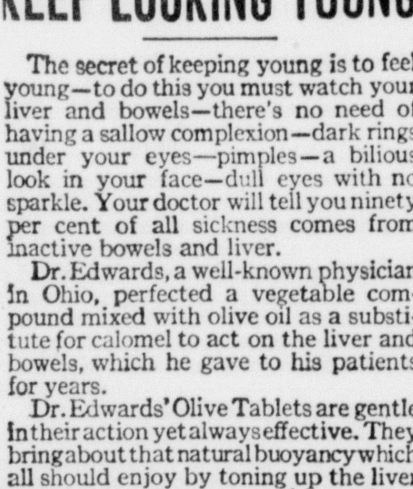 KEEP LOOKING YOUNG
The secret of keeping young is to feel
young—to do this you must watch your
liver and bowels—there's no need of
having a sallow complexion—dark rings
under your eyes—pimples—a bilious
look in your face—dull eyes with no
sparkle. Your doctor will tell you ninety
per cent of all sickness comes from
inactive bowels and liver.
Dr. Edwards, a well-known physician
in Ohio, perfected a vegetable com-
pound mixed with olive oil as a substi-
tute for calomel to act on the liver and
bowels, which he gave to his patients
for years.
Dr. Edwards' Olive Tablets are gentle
in their action yet always effective. They
bring about that natural buoyancy which
all should enjoy by toning up the liver